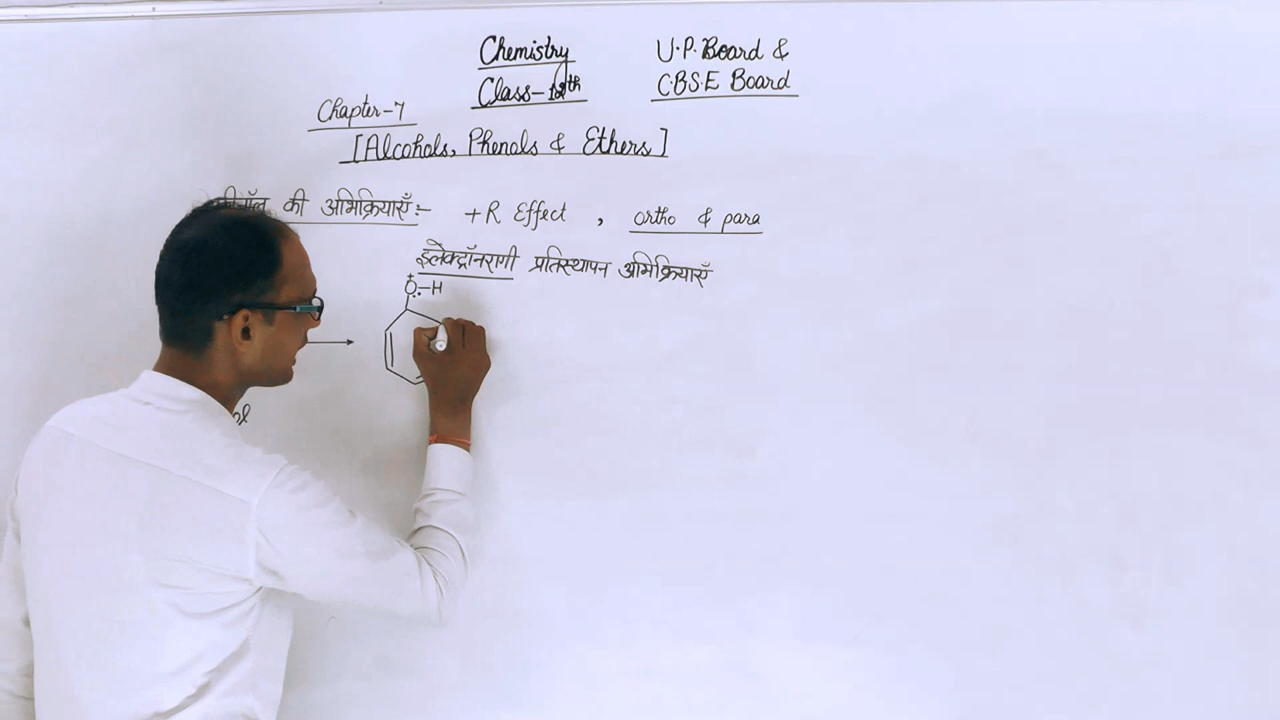 Chemistry U.P. Board &
Class-12th C.B.S.E Board
Chapter-7
[Alcohols, Phenols & Ethers]
की अभिक्रियाएँ :- + R Effect , ortho & para
इलेक्ट्रॉनरागी प्रतिस्थापन अभिक्रियाएँ
+
Ö-H